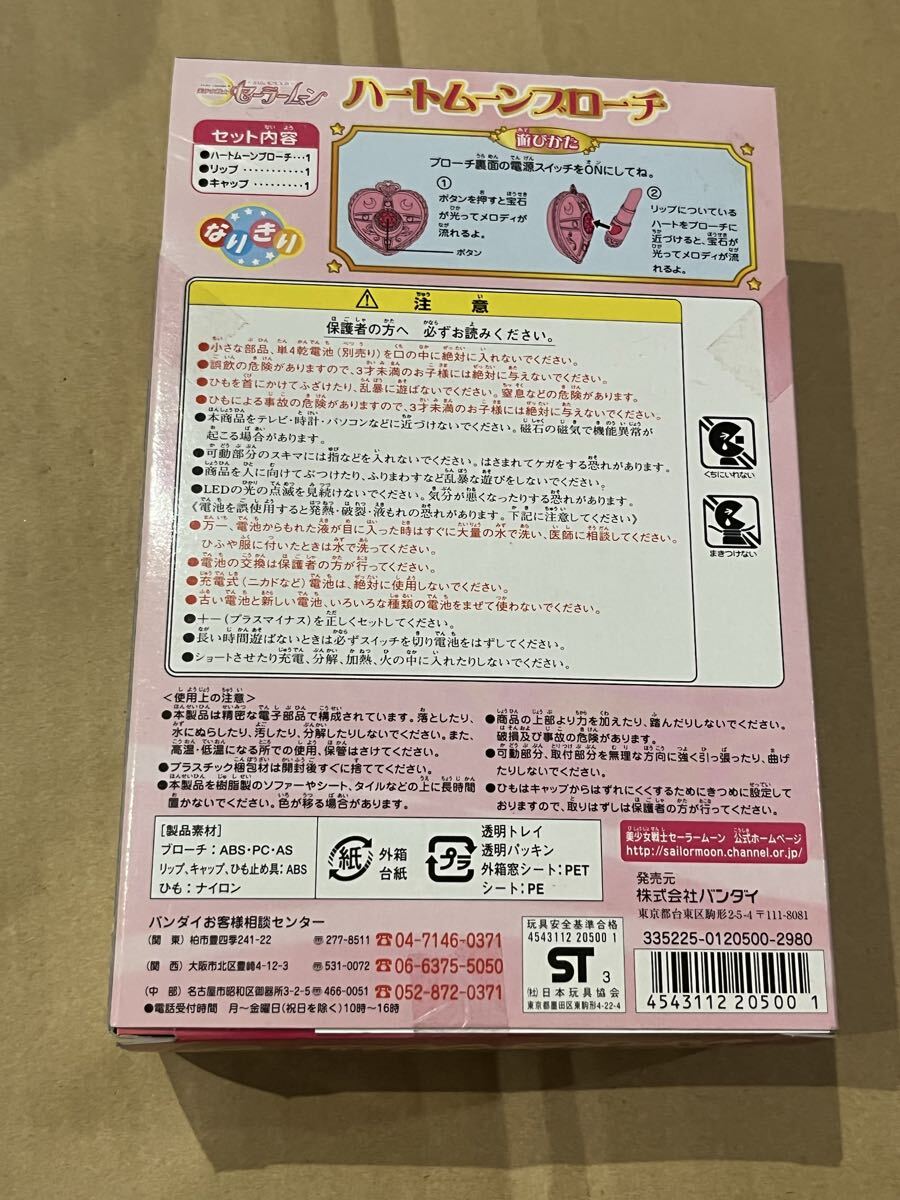 美少女戦士セーラームーン
ハートムーンブローチ
セット内容
●ハートムーンブローチ…1
●リップ…………1
●キャップ………1
なりきり
遊びかた
ブローチ裏面の電源スイッチをONにしてね。
①
ボタンを押すと宝石
が光ってメロディが
流れるよ。
ボタン
②
リップについている
ハートをブローチに
近づけると、宝石が
光ってメロディが流
れるよ。
注意
保護者の方へ 必ずお読みください。
●小さな部品、単4乾電池(別売り)を口の中に絶対に入れないでください。
●誤飲の危険がありますので、3才未満のお子様には絶対に与えないでください。
●ひもを首にかけてふざけたり、乱暴に遊ばないでください。窒息などの危険があります。
●ひもによる事故の危険がありますので、3才未満のお子様には絶対に与えないでください。
●本商品をテレビ・時計・パソコンなどに近づけないでください。磁石の磁気で機能異常が
起こる場合があります。
●可動部分のスキマには指などを入れないでください。はさまれてケガをする恐れがあります。
●商品を人に向けてぶつけたり、ふりまわすなど乱暴な遊びをしないでください。
●LEDの光の点滅を見続けないでください。気分が悪くなったりする恐れがあります。
《電池を誤使用すると発熱・破裂・液もれの恐れがあります。下記に注意してください》
●万一、電池からもれた液が目に入った時はすぐに大量の水で洗い、医師に相談してください。
ひふや服に付いたときは水で洗ってください。
●電池の交換は保護者の方が行ってください。
●充電式(ニカドなど)電池は、絶対に使用しないでください。
●古い電池と新しい電池、いろいろな種類の電池をまぜて使わないでください。
●+−(プラスマイナス)を正しくセットしてください。
●長い時間遊ばないときは必ずスイッチを切り電池をはずしてください。
●ショートさせたり充電、分解、加熱、火の中に入れたりしないでください。
くちにいれない
まきつけない
<使用上の注意>
●本製品は精密な電子部品で構成されています。落としたり、
水にぬらしたり、汚したり、分解したりしないでください。また、
高温・低温になる所での使用、保管はさけてください。
●プラスチック梱包材は開封後すぐに捨ててください。
●本製品を樹脂製のソファーやシート、タイルなどの上に長時間
置かないでください。色が移る場合があります。
●商品の上部より力を加えたり、踏んだりしないでください。
破損及び事故の危険があります。
●可動部分、取付部分を無理な方向に強く引っ張ったり、曲げ
たりしないでください。
●ひもはキャップからはずれにくくするためにきつめに設定して
おりますので、取りはずしは保護者の方が行ってください。
[製品素材]
ブローチ:ABS・PC・AS
リップ、キャップ、ひも止め具:ABS
ひも:ナイロン
紙
外箱
台紙
プラ
透明トレイ
透明パッキン
外箱窓シート:PET
シート:PE
美少女戦士セーラームーン 公式ホームページ
http://sailormoon.channel.or.jp/
発売元
株式会社バンダイ
東京都台東区駒形2-5-4 〒111-8081
バンダイお客様相談センター
(関 東)柏市豊四季241-22 〒277-8511 ☎04-7146-0371
(関 西)大阪市北区豊崎4-12-3 〒531-0072 ☎06-6375-5050
(中 部)名古屋市昭和区御器所3-2-5 〒466-0051 ☎052-872-0371
●電話受付時間 月〜金曜日(祝日を除く)10時〜16時
玩具安全基準合格
4543112 20500 1
ST 3
(社)日本玩具協会
東京都墨田区東駒形4-22-4
335225-0120500-2980
4 543112 205001